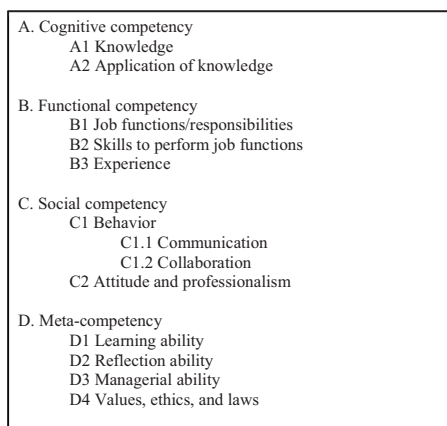 A. Cognitive competency
A1 Knowledge
A2 Application of knowledge
B. Functional competency
B1 Job functions/responsibilities
B2 Skills to perform job functions
B3 Experience
C. Social competency
C1 Behavior
C1.1 Communication
C1.2 Collaboration
C2 Attitude and professionalism
D. Meta-competency
D1 Learning ability
D2 Reflection ability
D3 Managerial ability
D4 Values, ethics, and laws